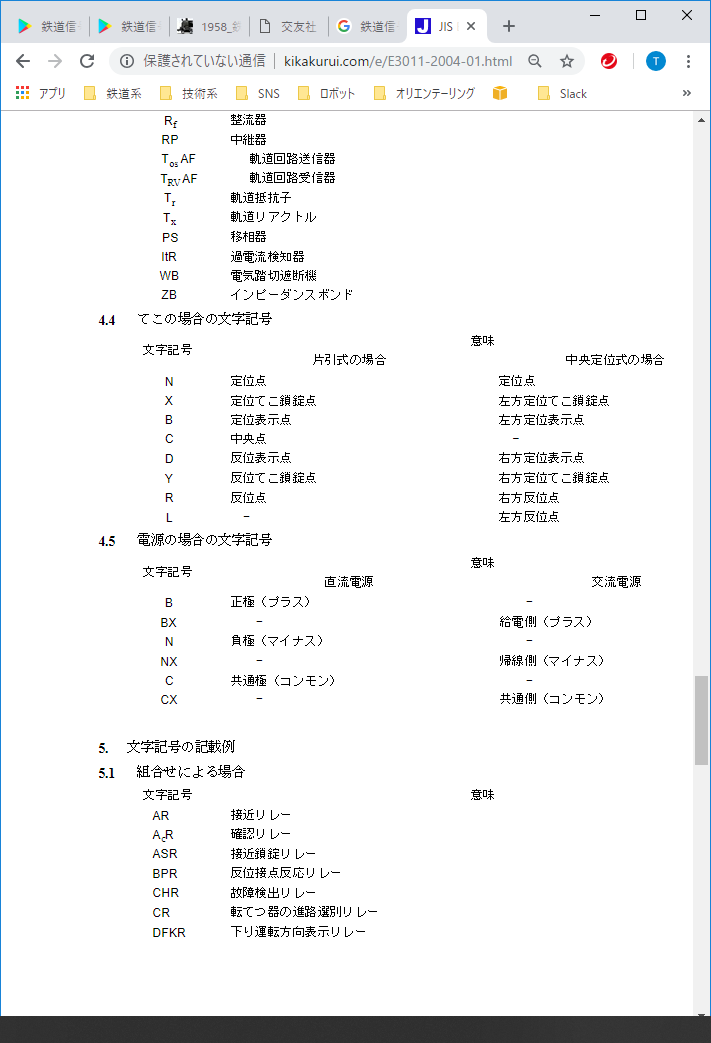 鉄道信
鉄道信
1958_鉄
交友社
鉄道信
JIS
保護されていない通信 | kikakurui.com/e/E3011-2004-01.html
T
アプリ 鉄道系 技術系 SNS ロボット オリエンテーリング Slack »
Rf 整流器
RP 中継器
Tos AF 軌道回路送信器
TRV AF 軌道回路受信器
Tr 軌道抵抗子
Tx 軌道リアクトル
PS 移相器
ItR 過電流検知器
WB 電気踏切遮断機
ZB インピーダンスボンド
4.4 てこの場合の文字記号
文字記号 意味
片引式の場合 中央定位式の場合
N 定位点 定位点
X 定位てこ鎖錠点 左方定位てこ鎖錠点
B 定位表示点 左方定位表示点
C 中央点 －
D 反位表示点 右方定位表示点
Y 反位てこ鎖錠点 右方定位てこ鎖錠点
R 反位点 右方反位点
L － 左方反位点
4.5 電源の場合の文字記号
文字記号 意味
直流電源 交流電源
B 正極（プラス） －
BX － 給電側（プラス）
N 負極（マイナス） －
NX － 帰線側（マイナス）
C 共通極（コンモン） －
CX － 共通側（コンモン）
5. 文字記号の記載例
5.1 組合せによる場合
文字記号 意味
AR 接近リレー
AcR 確認リレー
ASR 接近鎖錠リレー
BPR 反位接点反応リレー
CHR 故障検出リレー
CR 転てつ器の進路選別リレー
DFKR 下り運転方向表示リレー